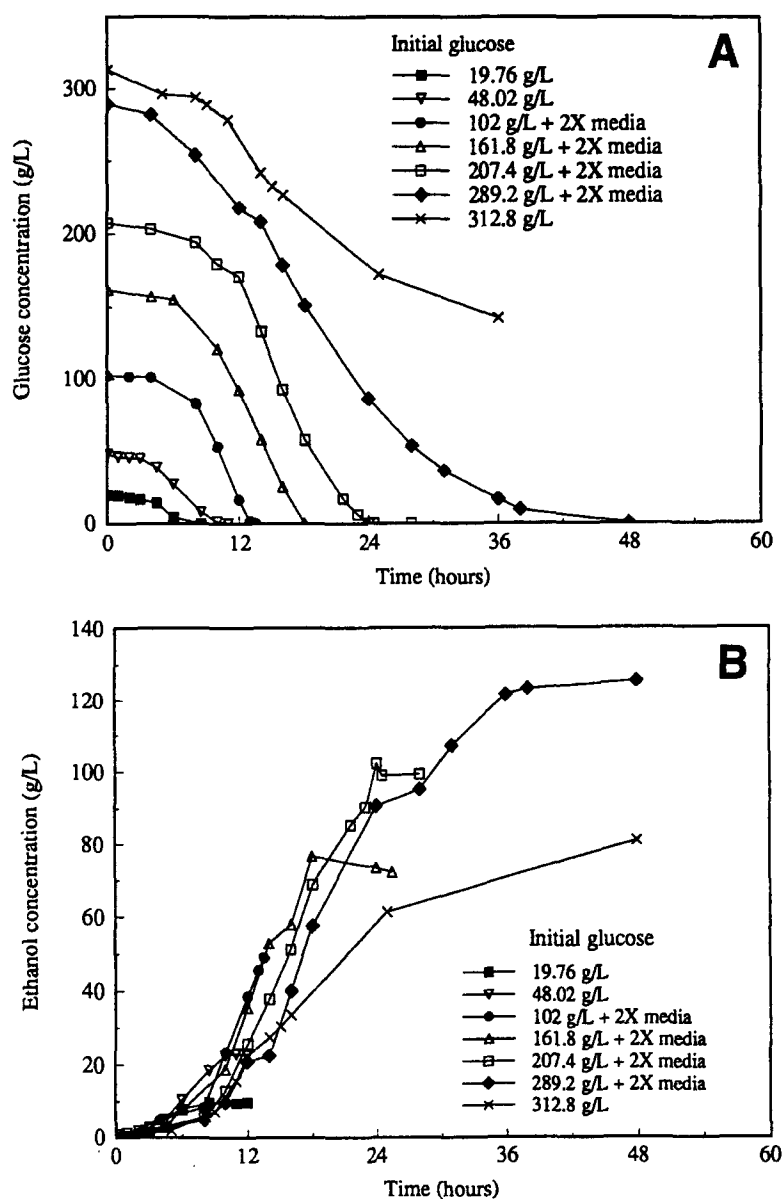 A
Initial glucose
19.76 g/L
48.02 g/L
102 g/L + 2X media
161.8 g/L + 2X media
207.4 g/L + 2X media
289.2 g/L + 2X media
312.8 g/L
Glucose concentration (g/L)
300
200
100
0
0 12 24 36 48 60
Time (hours)
B
140
120
100
80
60
40
20
0
Ethanol concentration (g/L)
Initial glucose
19.76 g/L
48.02 g/L
102 g/L + 2X media
161.8 g/L + 2X media
207.4 g/L + 2X media
289.2 g/L + 2X media
312.8 g/L
0 12 24 36 48 60
Time (hours)